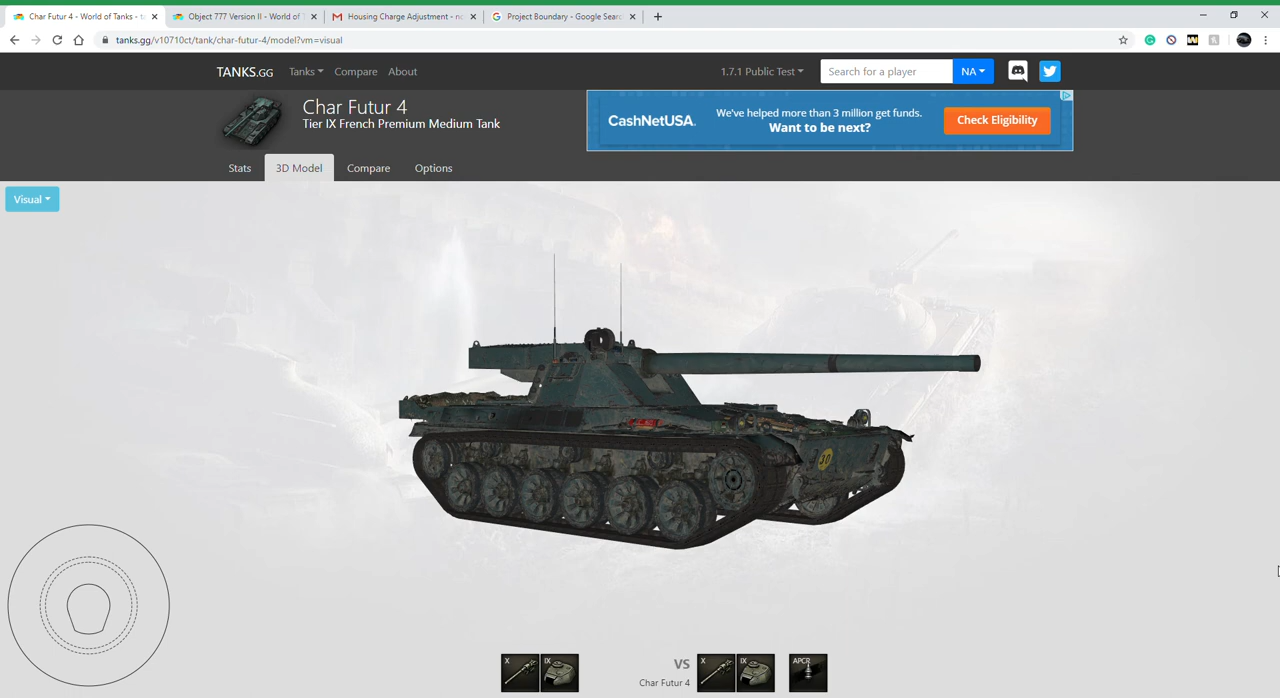 Char Futur 4 - World of Tanks - ta
Object 777 Version II - World of T
Housing Charge Adjustment - no
Project Boundary - Google Searc
tanks.gg/v10710ct/tank/char-futur-4/model?vm=visual
TANKS.GG
Tanks
Compare
About
1.7.1 Public Test
Search for a player
NA
Char Futur 4
Tier IX French Premium Medium Tank
CashNetUSA.
We've helped more than 3 million get funds.
Want to be next?
Check Eligibility
Stats
3D Model
Compare
Options
Visual
30
X
IX
VS
Char Futur 4
X
IX
APCR